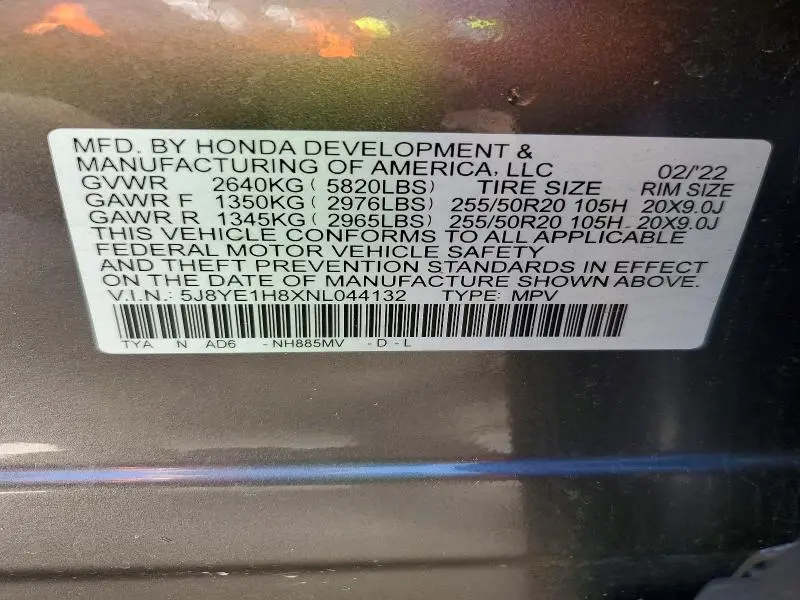 MFD. BY HONDA DEVELOPMENT &
MANUFACTURING OF AMERICA, LLC 02/'22
GVWR 2640KG ( 5820LBS) TIRE SIZE RIM SIZE
GAWR F 1350KG ( 2976LBS) 255/50R20 105H 20X9.0J
GAWR R 1345KG ( 2965LBS) 255/50R20 105H 20X9.0J
THIS VEHICLE CONFORMS TO ALL APPLICABLE
FEDERAL MOTOR VEHICLE SAFETY
AND THEFT PREVENTION STANDARDS IN EFFECT
ON THE DATE OF MANUFACTURE SHOWN ABOVE.
V.I.N.: 5J8YE1H8XNL044132 TYPE: MPV
TYA N AD6 -NH885MV -D-L